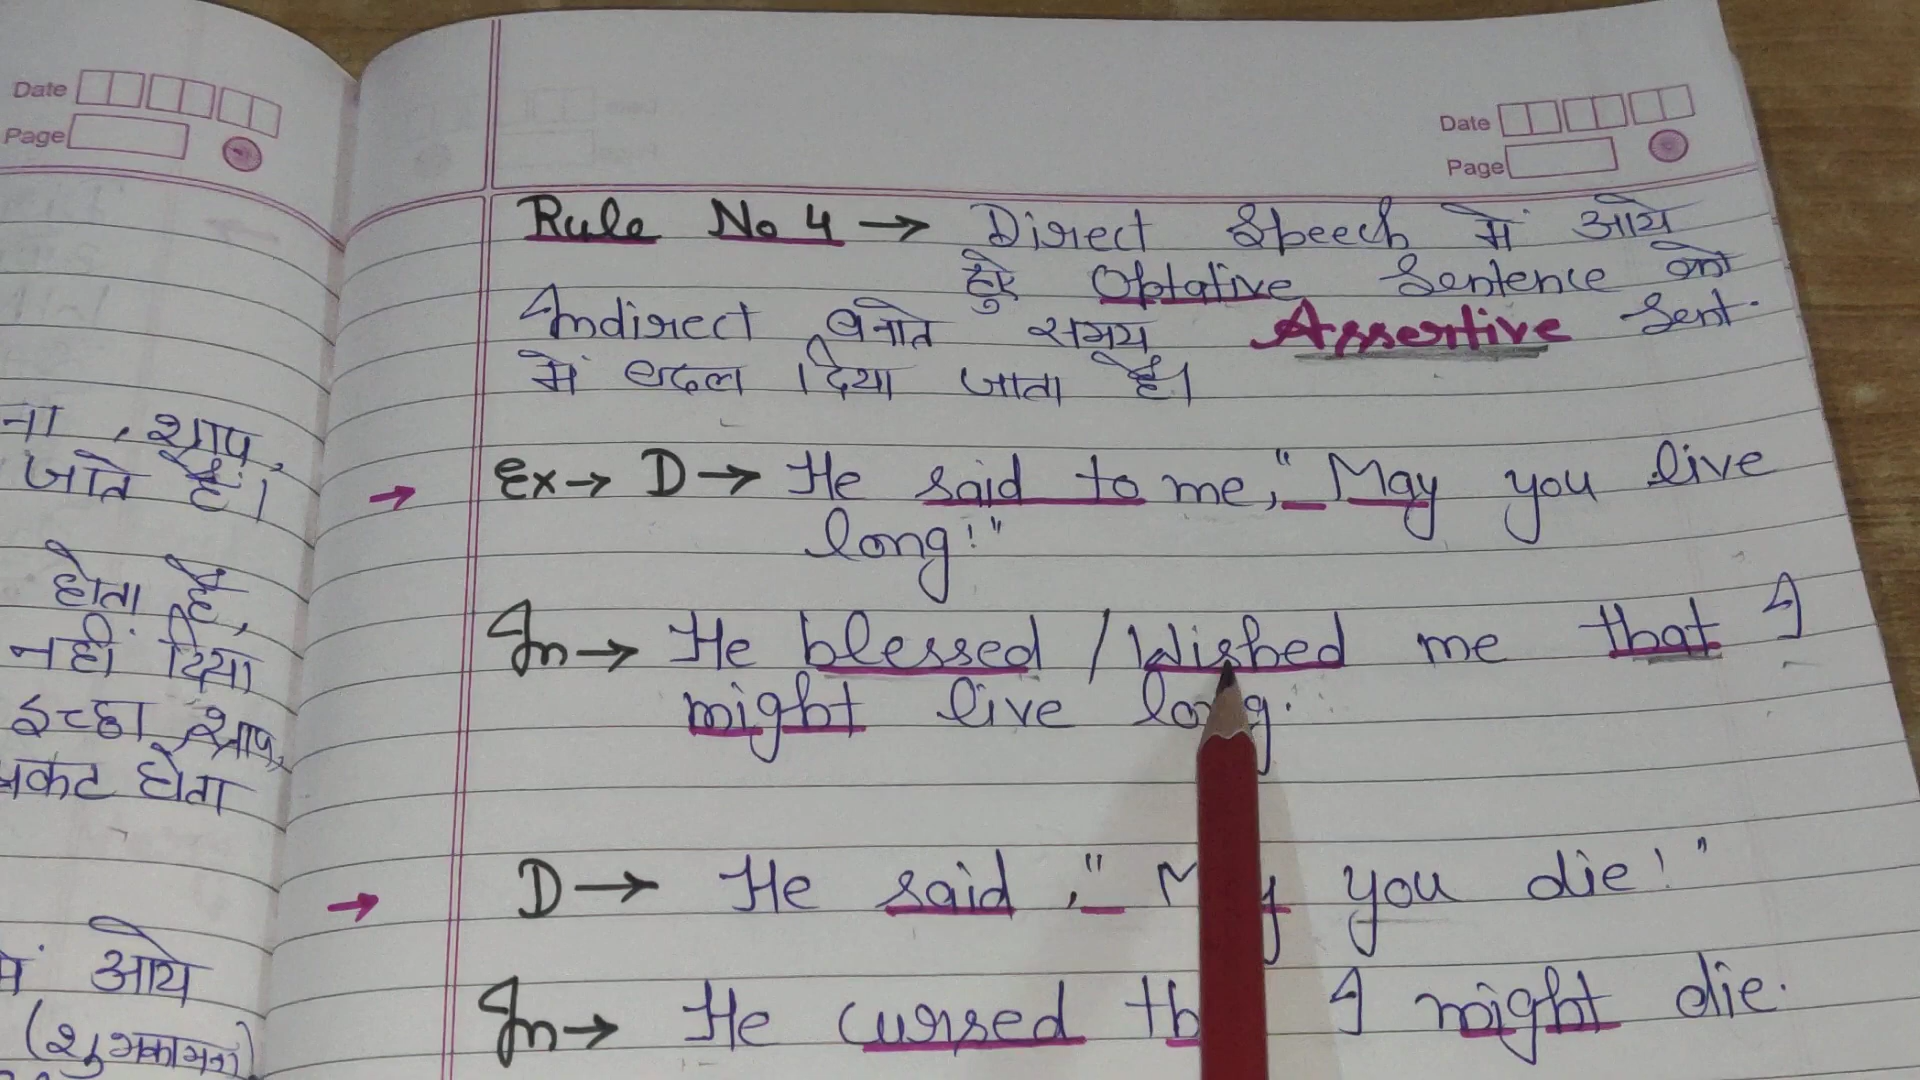 Date
Page
ना , शाप,
जाते हैं।
होता है,
नहीं दिया
इच्छा, शाप,
प्रकट होता
में आये
Date
Page
Rule No 4 → Direct Speech में आये
हुए Optative Sentence को
Indirect बनाते समय Assertive Sent.
में बदल दिया जाता है।
→ Ex → D → He said to me, " May you live
long!"
In → He blessed / Wished me that I
might live long.
→ D → He said, " May you die! "
In → He cursed I might die.